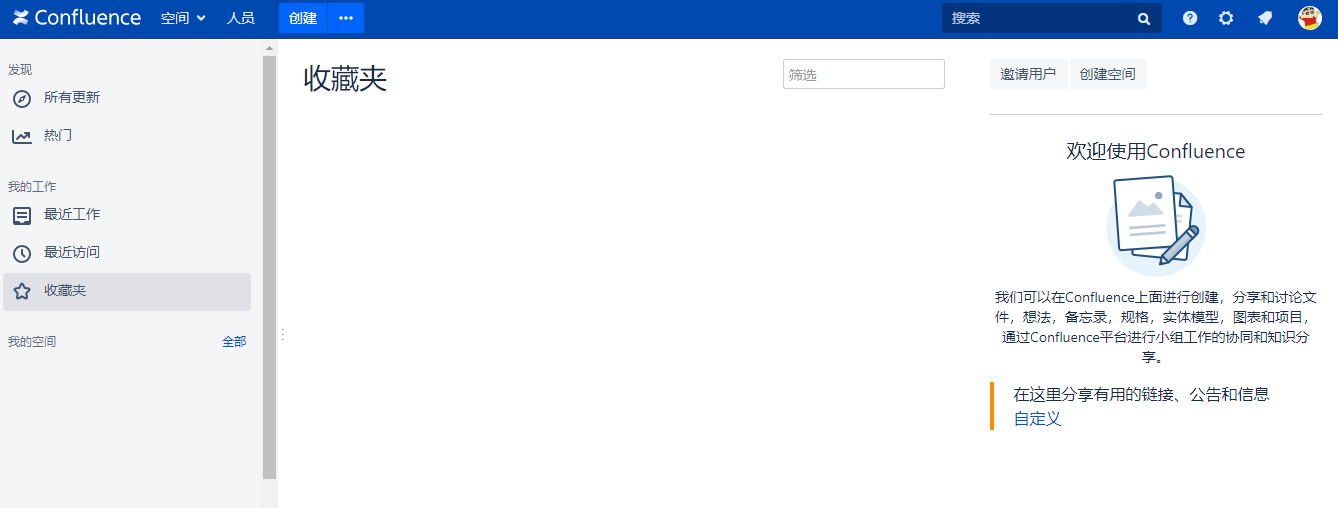 Confluence 空间 人员 创建 ••• 搜索
发现
所有更新
热门
我的工作
最近工作
最近访问
收藏夹
我的空间 全部
收藏夹
筛选
邀请用户 创建空间
欢迎使用Confluence
我们可以在Confluence上面进行创建，分享和讨论文
件，想法，备忘录，规格，实体模型，图表和项目，
通过Confluence平台进行小组工作的协同和知识分
享。
在这里分享有用的链接、公告和信息
自定义